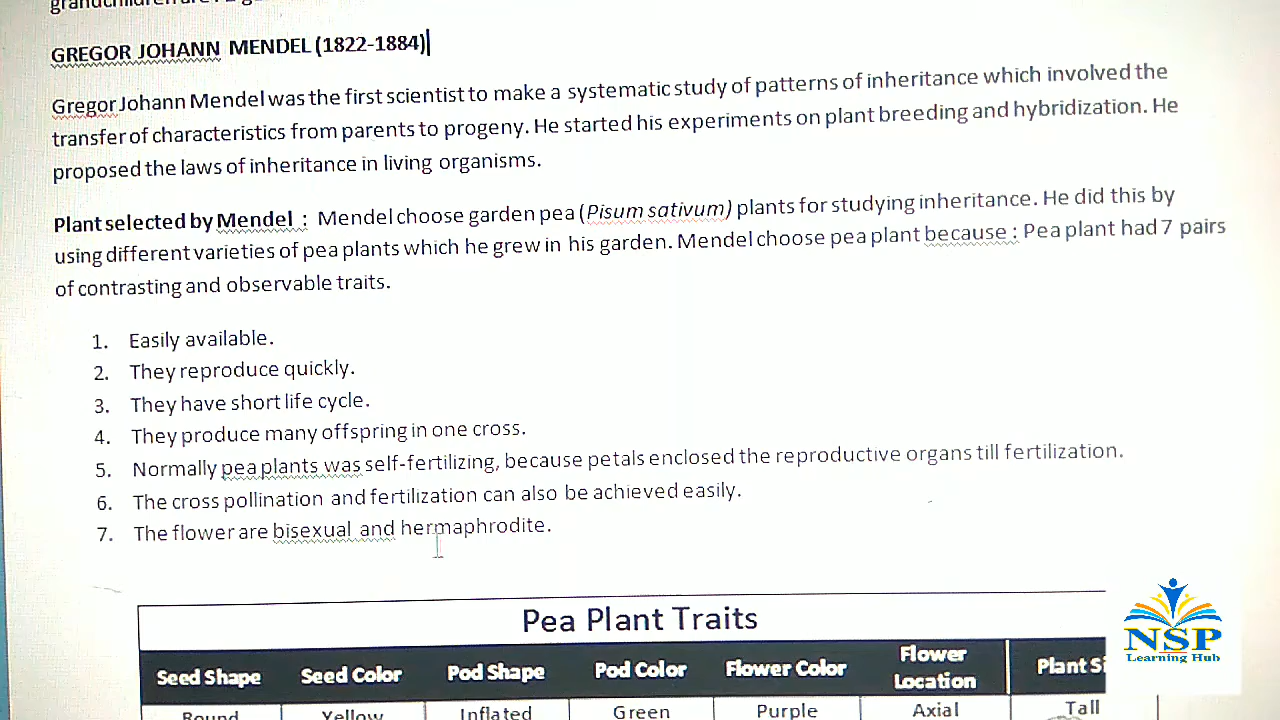 GREGOR JOHANN MENDEL (1822-1884)
Gregor Johann Mendel was the first scientist to make a systematic study of patterns of inheritance which involved the
transfer of characteristics from parents to progeny. He started his experiments on plant breeding and hybridization. He
proposed the laws of inheritance in living organisms.
Plant selected by Mendel : Mendel choose garden pea (Pisum sativum) plants for studying inheritance. He did this by
using different varieties of pea plants which he grew in his garden. Mendel choose pea plant because : Pea plant had 7 pairs
of contrasting and observable traits.
1. Easily available.
2. They reproduce quickly.
3. They have short life cycle.
4. They produce many offspring in one cross.
5. Normally pea plants was self-fertilizing, because petals enclosed the reproductive organs till fertilization.
6. The cross pollination and fertilization can also be achieved easily.
7. The flower are bisexual and hermaphrodite.
Pea Plant Traits
Seed Shape Seed Color Pod Shape Pod Color Flower Color Flower Location Plant
Round Yellow Inflated Green Purple Axial Tall
NSP
Learning Hub